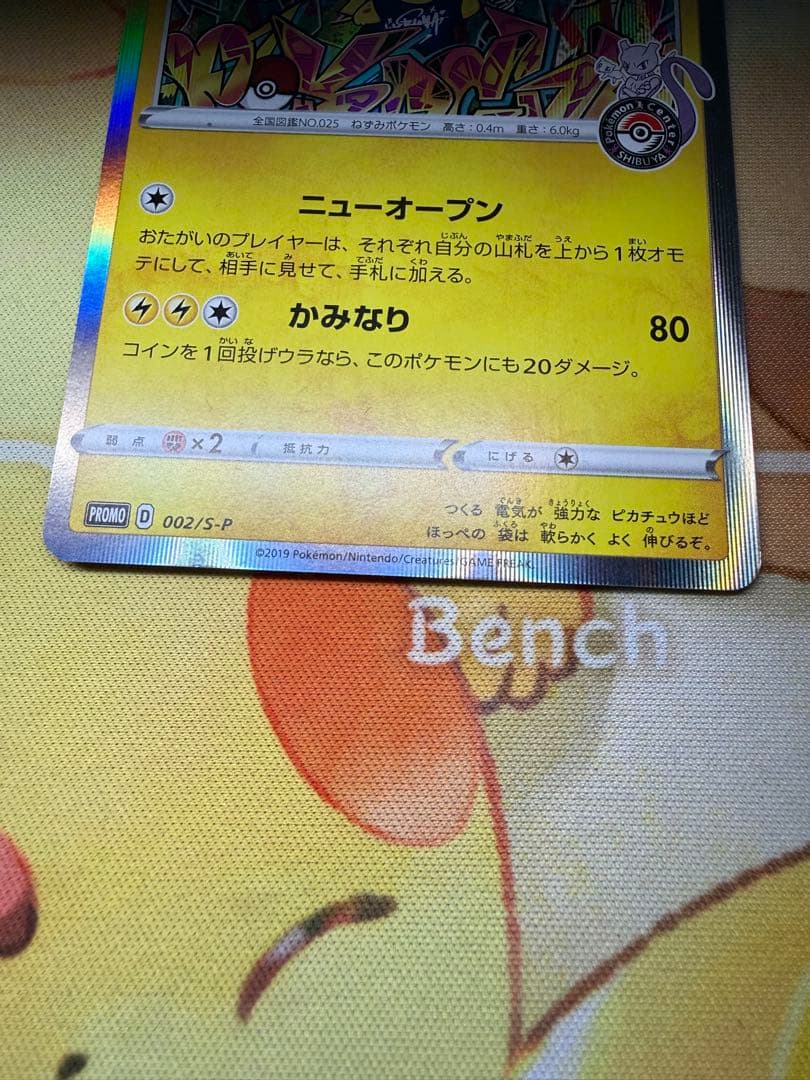 全国図鑑NO.025 ねずみポケモン 高さ:0.4m 重さ:6.0kg
Pokémon Center
SHIBUYA
ニューオープン
おたがいのプレイヤーは、それぞれ自分の山札を上から1枚オモ
テにして、相手に見せて、手札に加える。
かみなり 80
コインを1回投げウラなら、このポケモンにも20ダメージ。
弱点 ×2 抵抗力 にげる
PROMO D 002/S-P
つくる 電気が 強力な ピカチュウほど
ほっぺの 袋は 軟らかく よく 伸びるぞ。
©2019 Pokémon/Nintendo/Creatures/GAME FREAK.
Bench